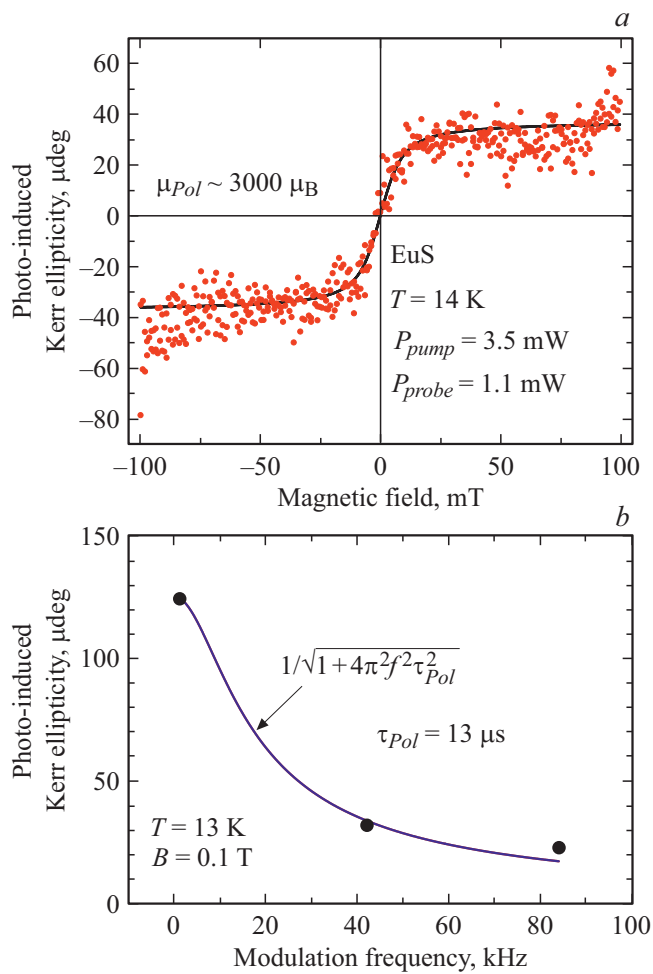 a
Photo-induced
Kerr ellipticity, μdeg
60
40
20
0
–20
–40
–60
–80
μPol ~ 3000 μB
EuS
T = 14 K
Ppump = 3.5 mW
Pprobe = 1.1 mW
–100
–50
0
50
100
Magnetic field, mT
b
Photo-induced
Kerr ellipticity, μdeg
150
100
50
0
1/√1 + 4π²f²τ²Pol
τPol = 13 μs
T = 13 K
B = 0.1 T
0
20
40
60
80
100
Modulation frequency, kHz